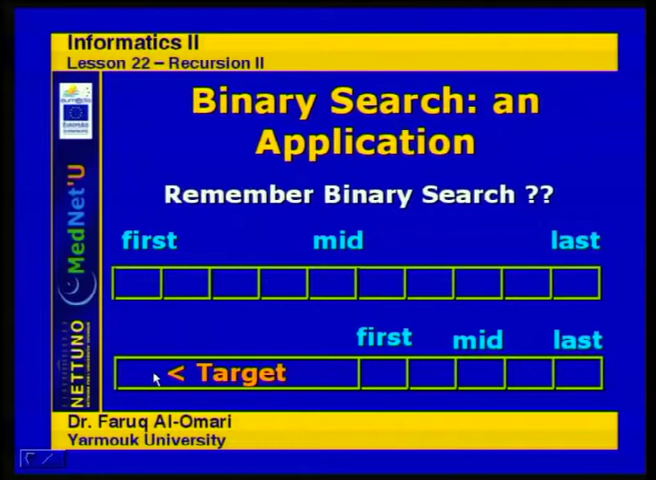 Informatics II
Lesson 22 – Recursion II
Binary Search: an
Application
Remember Binary Search ??
first mid last
first mid last
< Target
MedNet'U
NETTUNO
Dr. Faruq Al-Omari
Yarmouk University